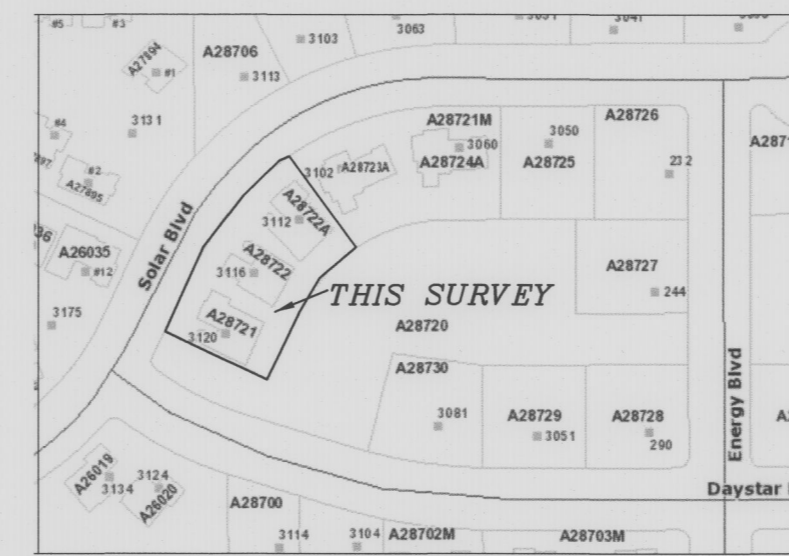 #5
#3
3103
3063
3041
A28706
A27894
#1
3113
3131
#4
A28721M
A28726
3050
3060
A28724A
A28725
232
3102
A28723A
#2
A27895
A28722A
3112
Solar Blvd
A26035
#12
3116
A28722
A28727
244
3175
THIS SURVEY
A28721
3120
A28720
A28730
Energy Blvd
3081
A28729
3051
A28728
290
A26019
3134
3124
A26020
Daystar
A28700
3114
3104
A28702M
A28703M